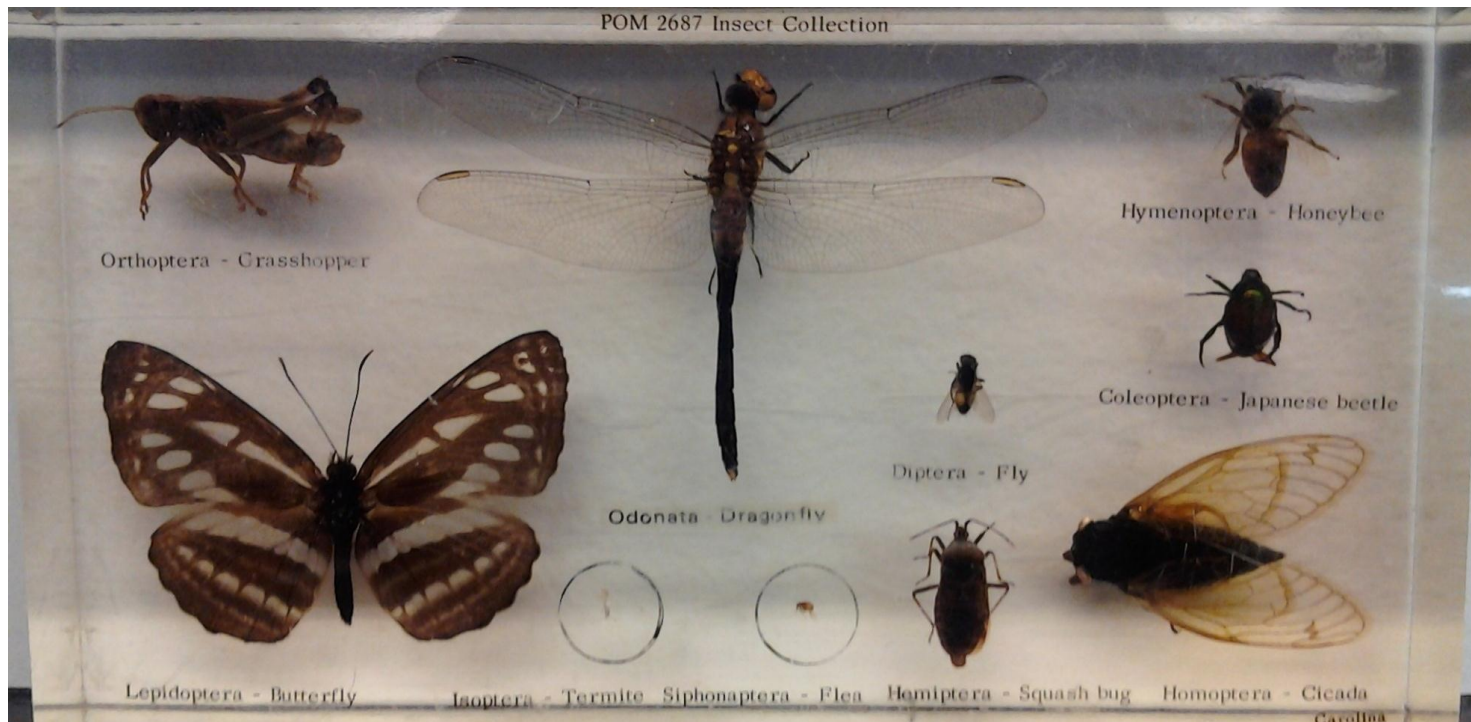 POM 2687 Insect Collection
Orthoptera - Grasshopper
Hymenoptera - Honeybee
Coleoptera - Japanese beetle
Diptera - Fly
Odonata - Dragonfly
Lepidoptera - Butterfly
Isoptera - Termite
Siphonaptera - Flea
Hemiptera - Squash bug
Homoptera - Cicada
Carolina